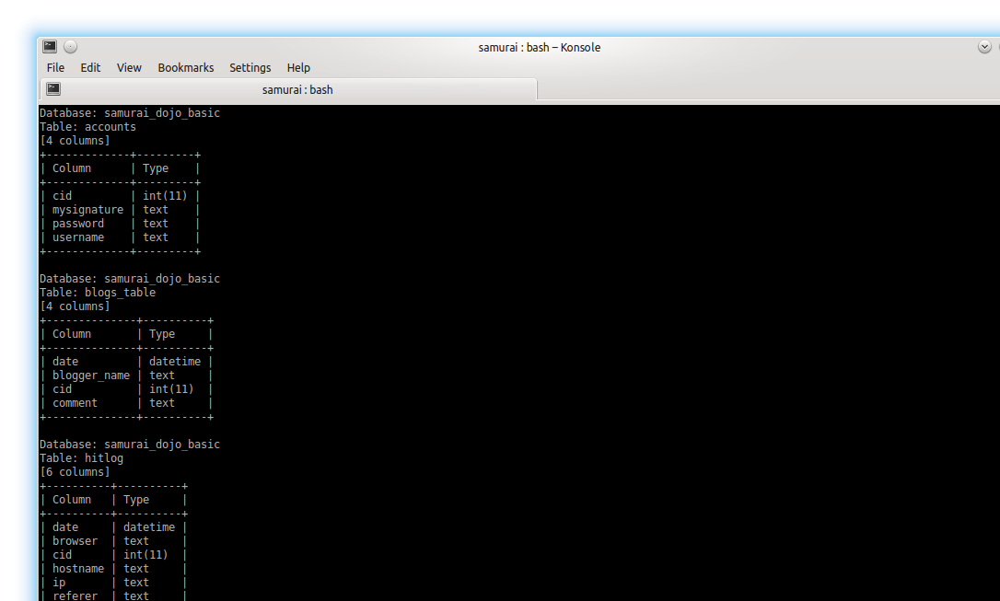 samurai : bash – Konsole
File Edit View Bookmarks Settings Help
samurai : bash
Database: samurai_dojo_basic
Table: accounts
[4 columns]
+-------------+---------+
| Column      | Type    |
+-------------+---------+
| cid         | int(11) |
| mysignature | text    |
| password    | text    |
| username    | text    |
+-------------+---------+
Database: samurai_dojo_basic
Table: blogs_table
[4 columns]
+--------------+----------+
| Column       | Type     |
+--------------+----------+
| date         | datetime |
| blogger_name | text     |
| cid          | int(11)  |
| comment      | text     |
+--------------+----------+
Database: samurai_dojo_basic
Table: hitlog
[6 columns]
+----------+----------+
| Column   | Type     |
+----------+----------+
| date     | datetime |
| browser  | text     |
| cid      | int(11)  |
| hostname | text     |
| ip       | text     |
| referer  | text     |